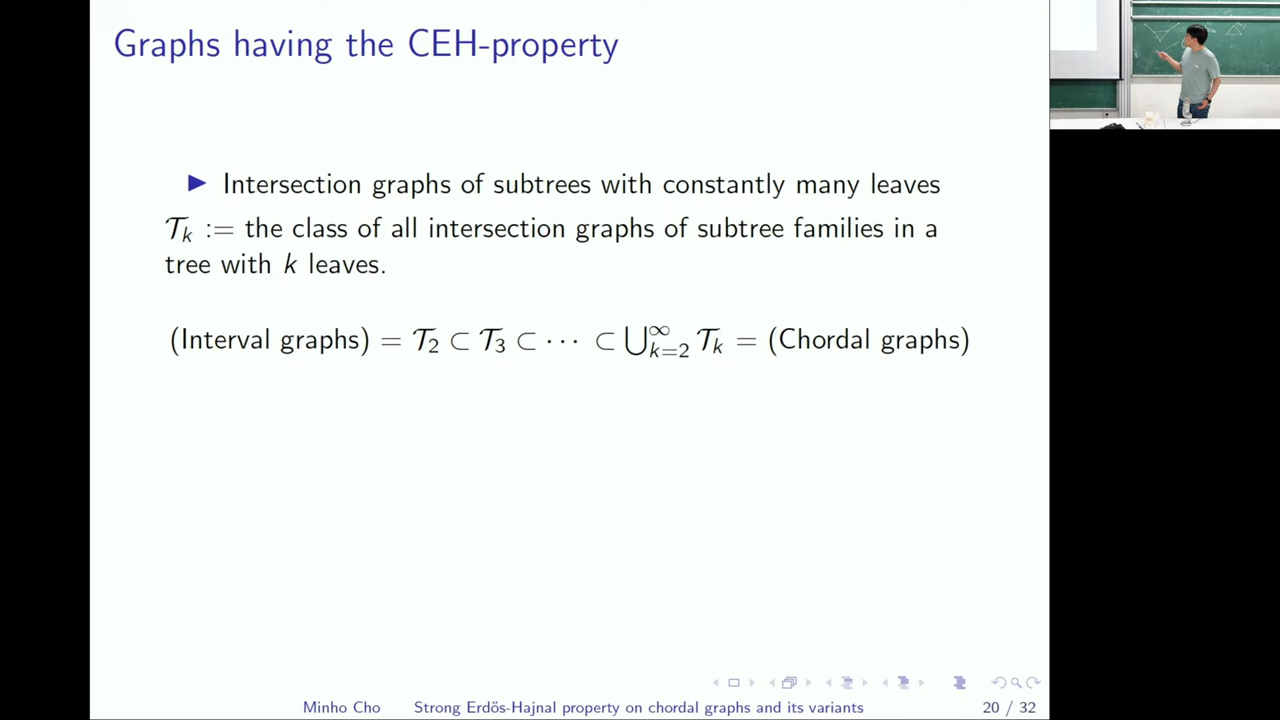 Graphs having the CEH-property
▶ Intersection graphs of subtrees with constantly many leaves
𝒯ₖ := the class of all intersection graphs of subtree families in a
tree with k leaves.
(Interval graphs) = 𝒯₂ ⊂ 𝒯₃ ⊂ ··· ⊂ ⋃_{k=2}^{∞} 𝒯ₖ = (Chordal graphs)
Minho Cho Strong Erdős-Hajnal property on chordal graphs and its variants 20 / 32